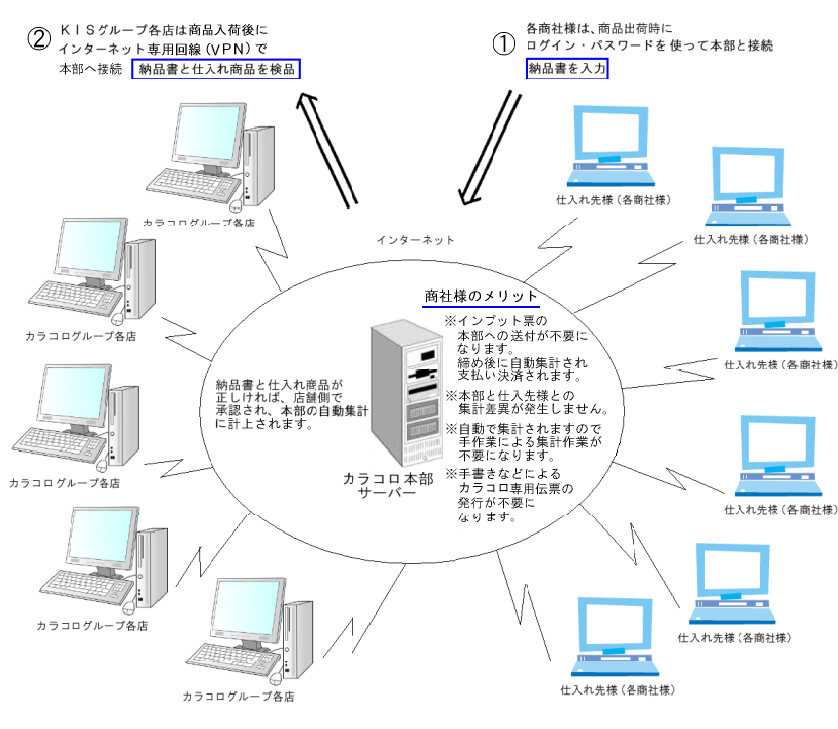 ② ＫＩＳグループ各店は商品入荷後に
インターネット専用回線(VPN)で
本部へ接続 納品書と仕入れ商品を検品
① 各商社様は、商品出荷時に
ログイン・パスワードを使って本部と接続
納品書を入力
カラコログループ各店
カラコログループ各店
カラコログループ各店
カラコログループ各店
カラコログループ各店
インターネット
仕入れ先様(各商社様)
仕入れ先様(各商社様)
仕入れ先様(各商社様)
仕入れ先様(各商社様)
仕入れ先様(各商社様)
仕入れ先様(各商社様)
納品書と仕入れ商品が
正しければ、店舗側で
承認され、本部の自動集計
に計上されます。
カラコロ本部
サーバー
商社様のメリット
※インプット票の
本部への送付が不要に
なります。
締め後に自動集計され
支払い決済されます。
※本部と仕入先様との
集計差異が発生しません。
※自動で集計されますので
手作業による集計作業が
不要になります。
※手書きなどによる
カラコロ専用伝票の
発行が不要に
なります。